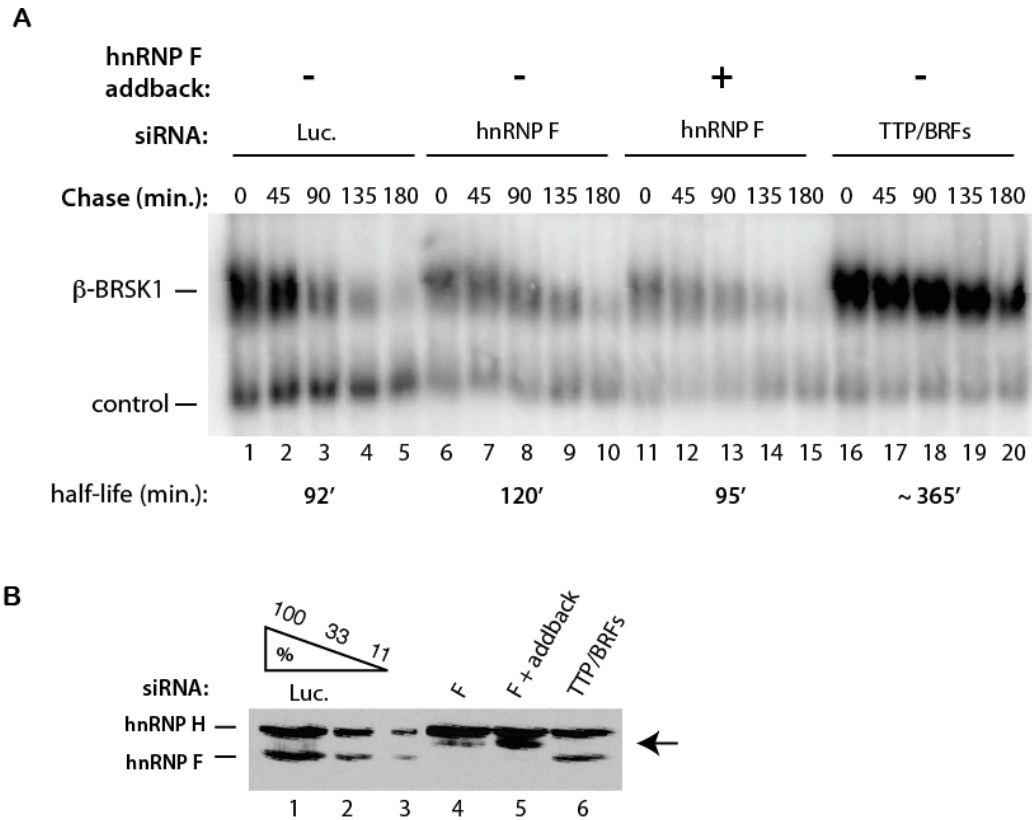 A
hnRNP F addback: - - + -
siRNA: Luc. hnRNP F hnRNP F TTP/BRFs
Chase (min.): 0 45 90 135 180 0 45 90 135 180 0 45 90 135 180 0 45 90 135 180
β-BRSK1 —
control —
1 2 3 4 5 6 7 8 9 10 11 12 13 14 15 16 17 18 19 20
half-life (min.): 92’ 120’ 95’ ~ 365’
B
100 33 11
%
siRNA: Luc. F F + addback TTP/BRFs
hnRNP H —
hnRNP F —
1 2 3 4 5 6